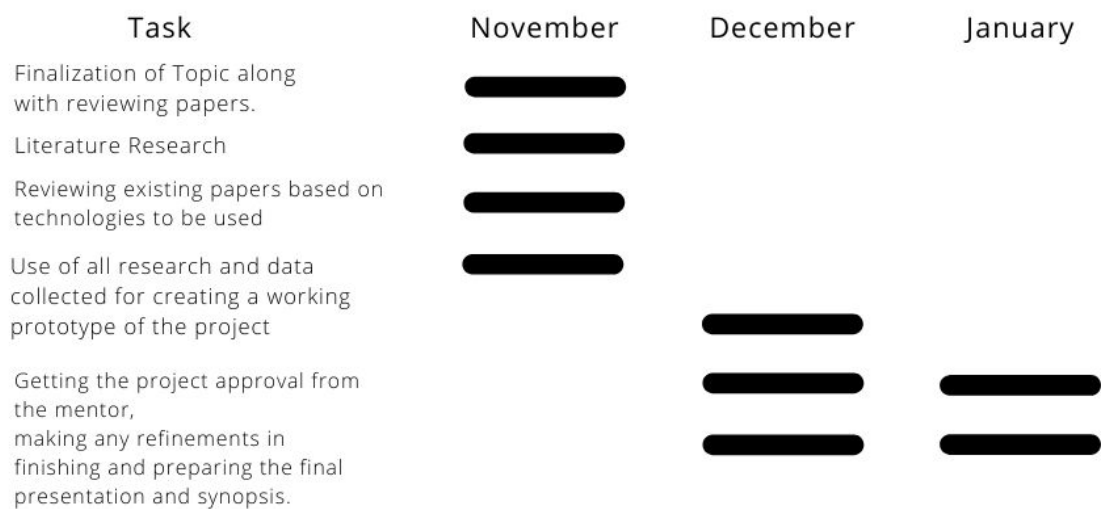 Task November December January
Finalization of Topic along
with reviewing papers.
Literature Research
Reviewing existing papers based on
technologies to be used
Use of all research and data
collected for creating a working
prototype of the project
Getting the project approval from
the mentor,
making any refinements in
finishing and preparing the final
presentation and synopsis.